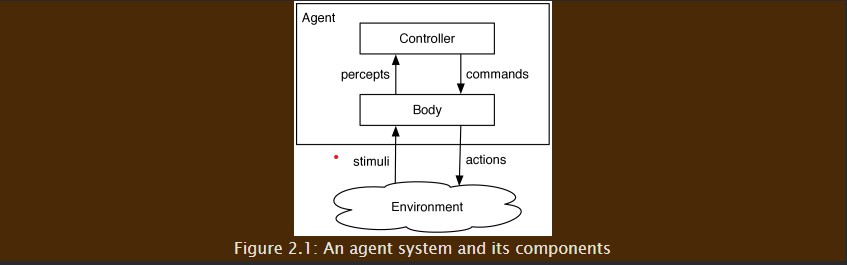 Agent
Controller
percepts commands
Body
stimuli actions
Environment
Figure 2.1: An agent system and its components